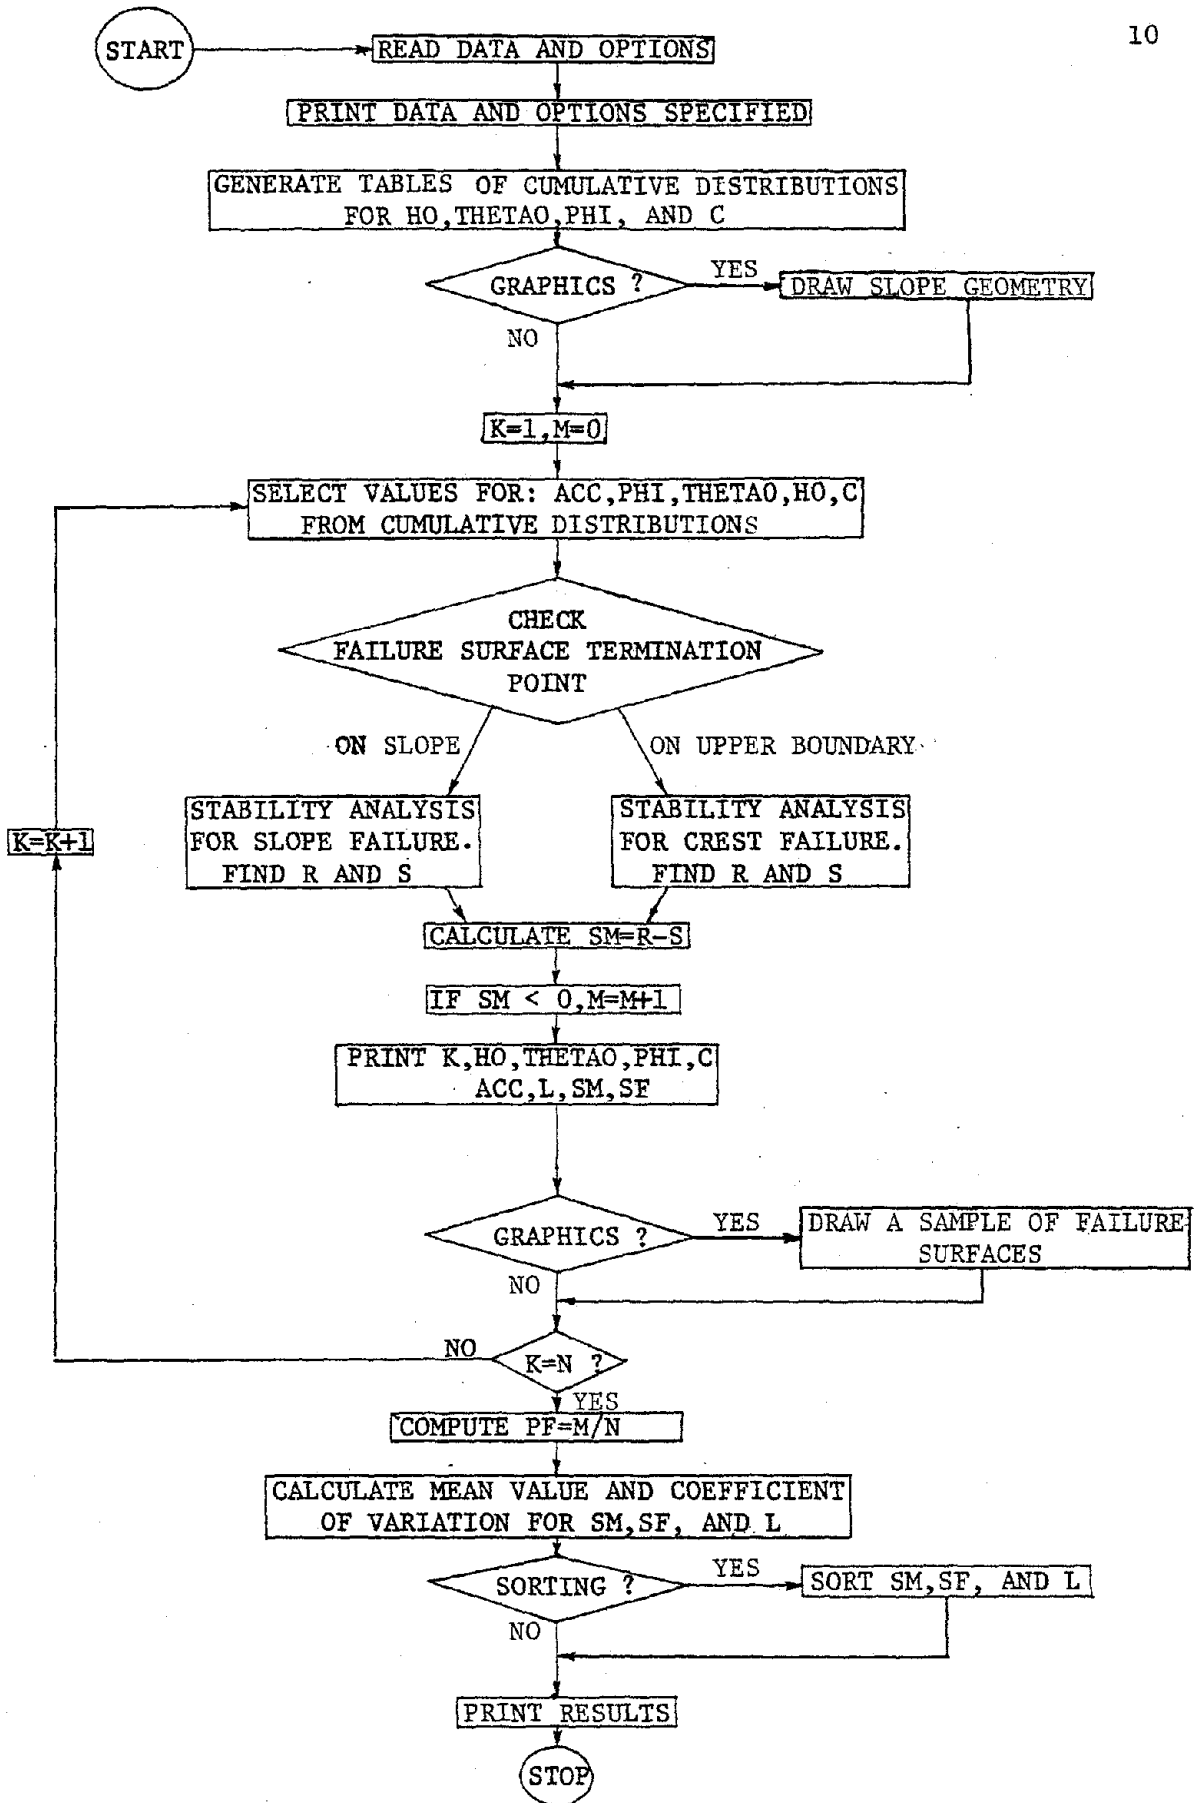 10
START
READ DATA AND OPTIONS
PRINT DATA AND OPTIONS SPECIFIED
GENERATE TABLES OF CUMULATIVE DISTRIBUTIONS
FOR HO,THETAO,PHI, AND C
GRAPHICS ?
YES
DRAW SLOPE GEOMETRY
NO
K=1,M=0
SELECT VALUES FOR: ACC,PHI,THETAO,HO,C
FROM CUMULATIVE DISTRIBUTIONS
CHECK
FAILURE SURFACE TERMINATION
POINT
ON SLOPE
ON UPPER BOUNDARY
STABILITY ANALYSIS
FOR SLOPE FAILURE.
FIND R AND S
STABILITY ANALYSIS
FOR CREST FAILURE.
FIND R AND S
K=K+1
CALCULATE SM=R-S
IF SM < 0,M=M+1
PRINT K,HO,THETAO,PHI,C
ACC,L,SM,SF
GRAPHICS ?
YES
DRAW A SAMPLE OF FAILURE
SURFACES
NO
K=N ?
NO
YES
COMPUTE PF=M/N
CALCULATE MEAN VALUE AND COEFFICIENT
OF VARIATION FOR SM,SF, AND L
SORTING ?
YES
SORT SM,SF, AND L
NO
PRINT RESULTS
STOP